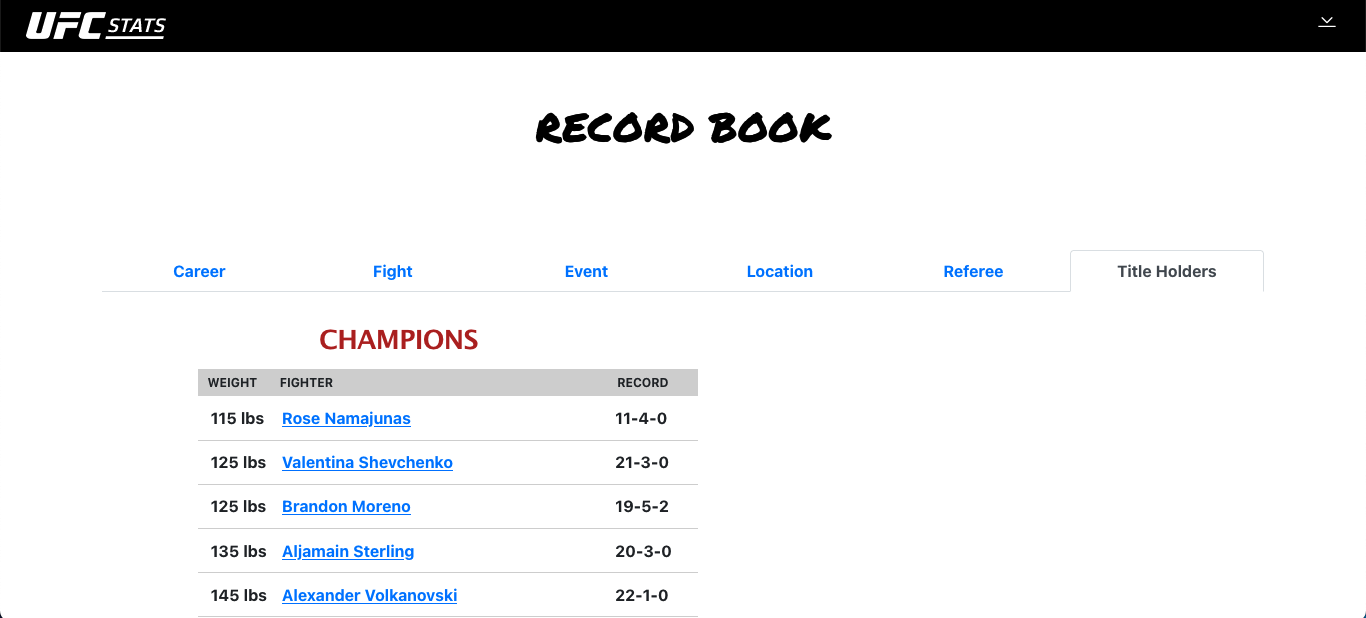 UFC STATS
RECORD BOOK
Career Fight Event Location Referee Title Holders
CHAMPIONS
WEIGHT FIGHTER RECORD
115 lbs Rose Namajunas 11-4-0
125 lbs Valentina Shevchenko 21-3-0
125 lbs Brandon Moreno 19-5-2
135 lbs Aljamain Sterling 20-3-0
145 lbs Alexander Volkanovski 22-1-0